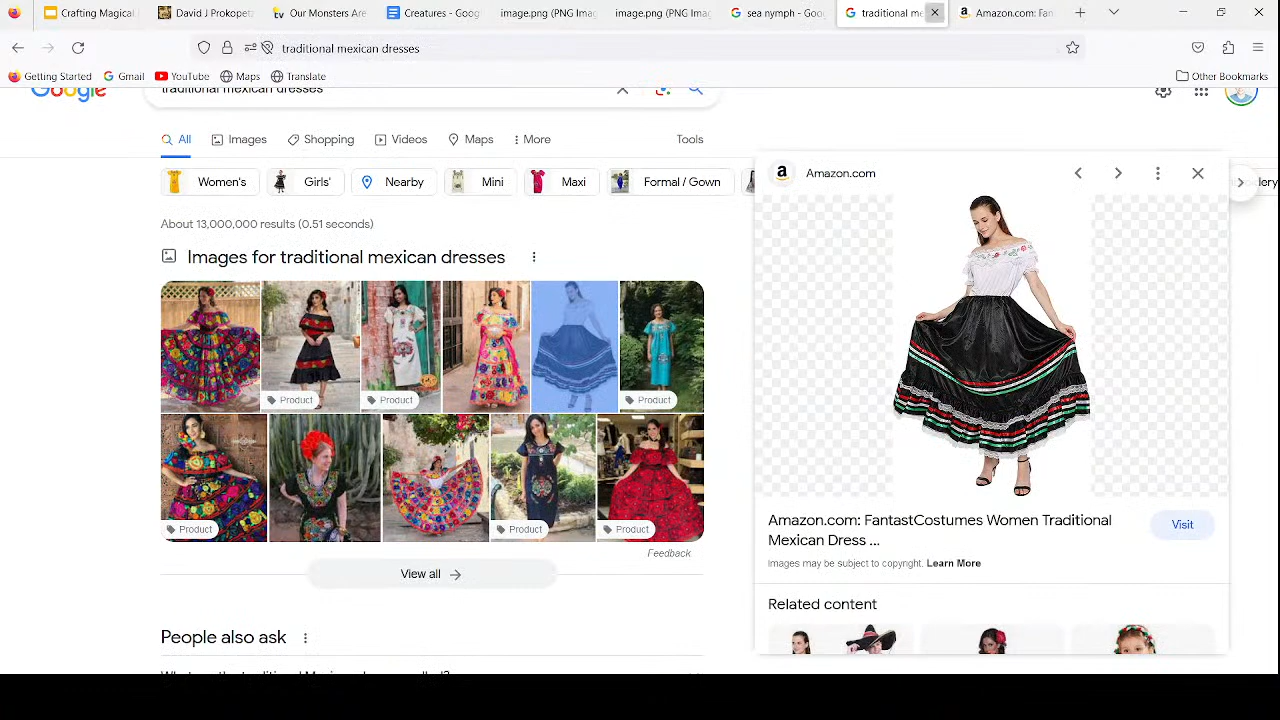 Crafting Magical
David J Prokopetz
Our Monsters Are
Creatures - Goog
image.png (PNG Imag
image.png (PNG Imag
sea nymph - Goog
traditional me
Amazon.com: Fan
traditional mexican dresses
Getting Started
Gmail
YouTube
Maps
Translate
Other Bookmarks
Google
traditional mexican dresses
All
Images
Shopping
Videos
Maps
More
Tools
Women's
Girls'
Nearby
Mini
Maxi
Formal / Gown
About 13,000,000 results (0.51 seconds)
Images for traditional mexican dresses
Product
Product
Product
Product
Product
Product
Feedback
View all
People also ask
Amazon.com
Amazon.com: FantastCostumes Women Traditional
Mexican Dress ...
Visit
Images may be subject to copyright. Learn More
Related content